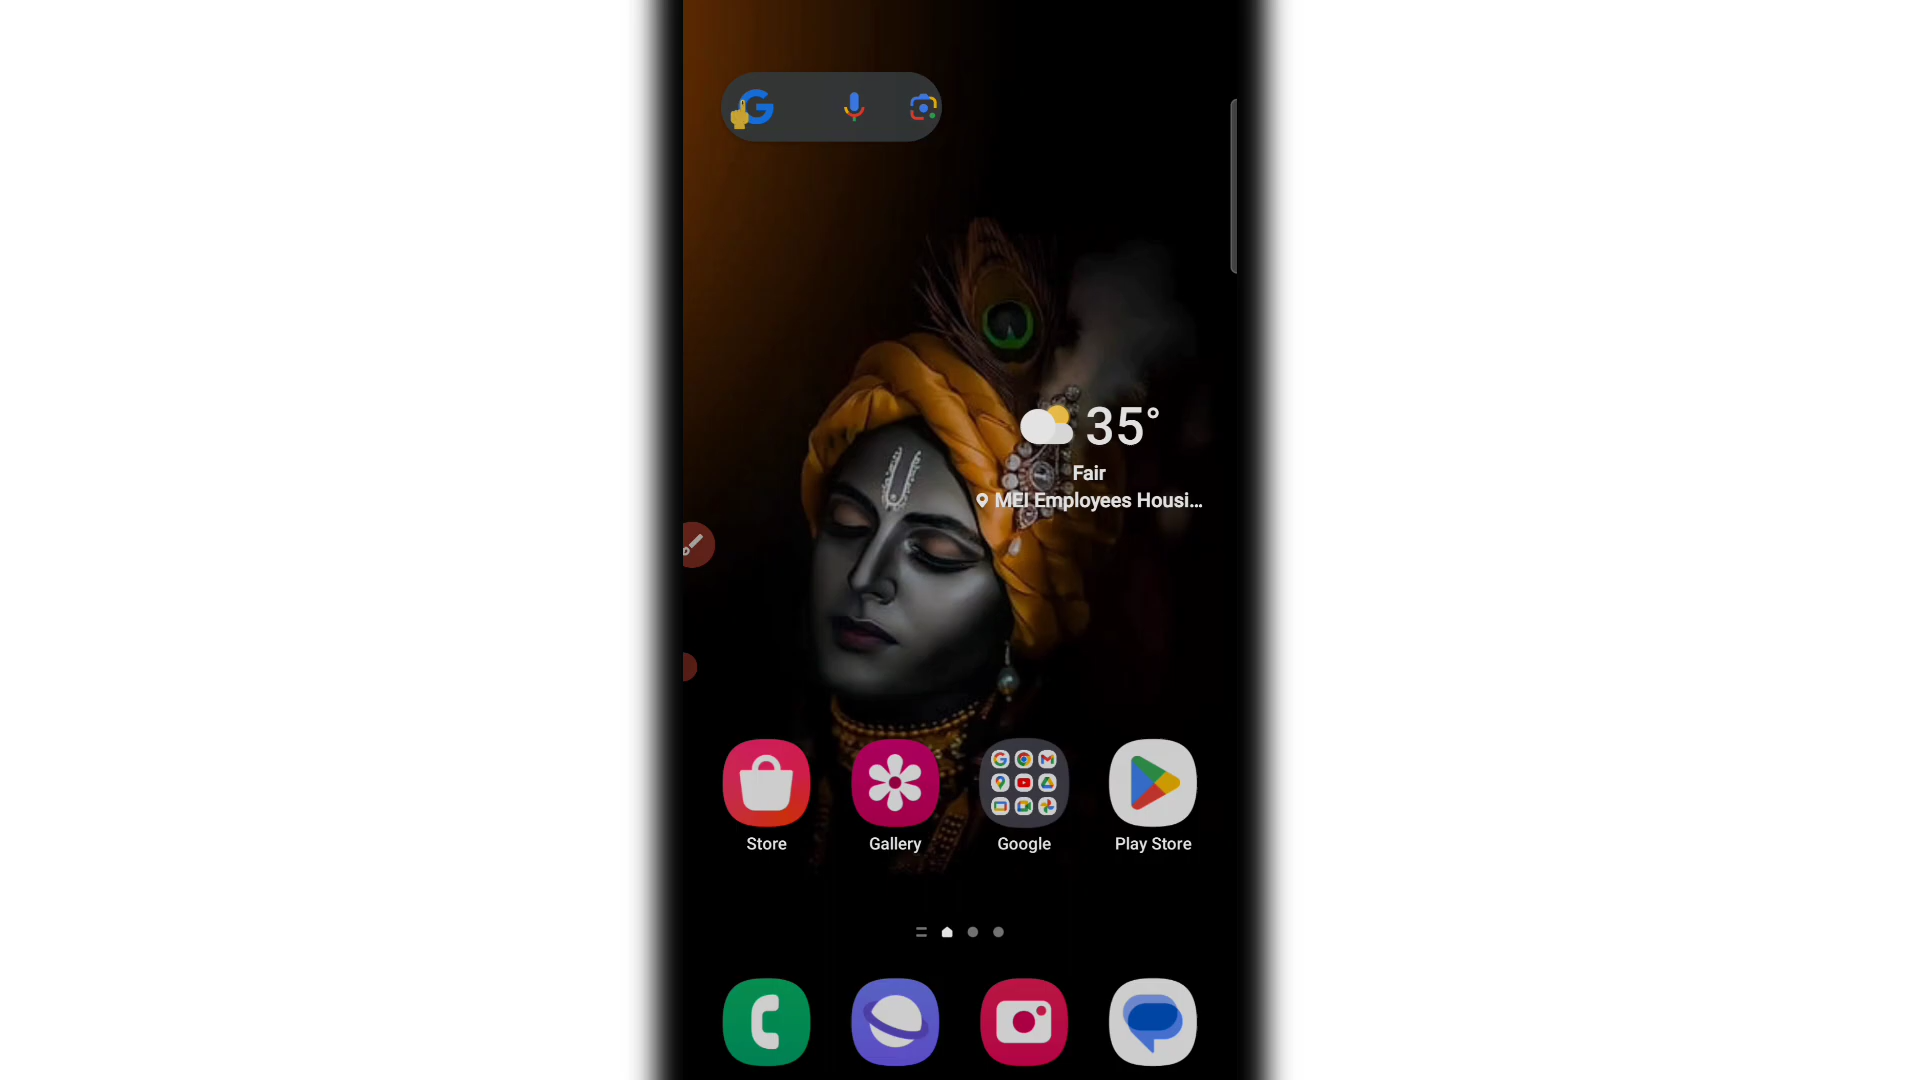 35°
Fair
MEI Employees Housi...
Store
Gallery
Google
Play Store